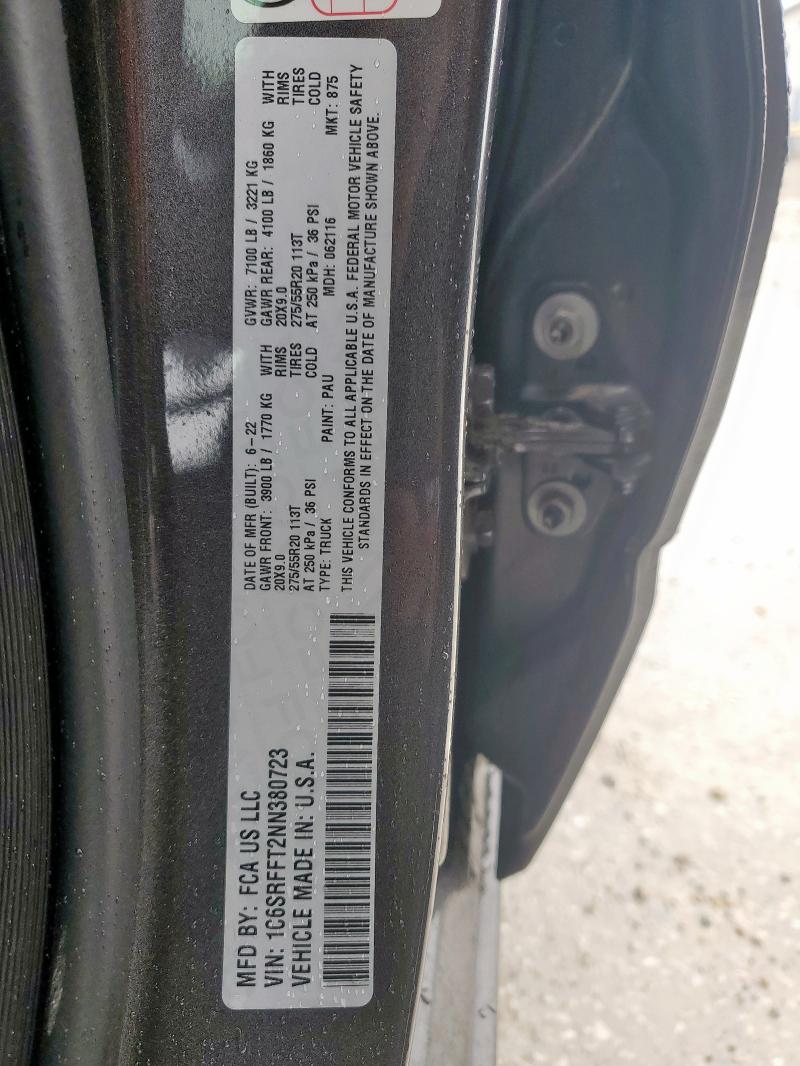 MFD BY: FCA US LLC
VIN: 1C6SRFFT2NN380723
VEHICLE MADE IN: U.S.A.
DATE OF MFR (BUILT): 6-22 GVWR: 7100 LB / 3221 KG
GAWR FRONT: 3900 LB / 1770 KG WITH GAWR REAR: 4100 LB / 1860 KG WITH
20X9.0 RIMS 20X9.0 RIMS
275/55R20 113T TIRES 275/55R20 113T TIRES
AT 250 kPa / 36 PSI COLD AT 250 kPa / 36 PSI COLD
TYPE: TRUCK PAINT: PAU MDH: 062116 MKT: 875
THIS VEHICLE CONFORMS TO ALL APPLICABLE U.S.A. FEDERAL MOTOR VEHICLE SAFETY
STANDARDS IN EFFECT ON THE DATE OF MANUFACTURE SHOWN ABOVE.